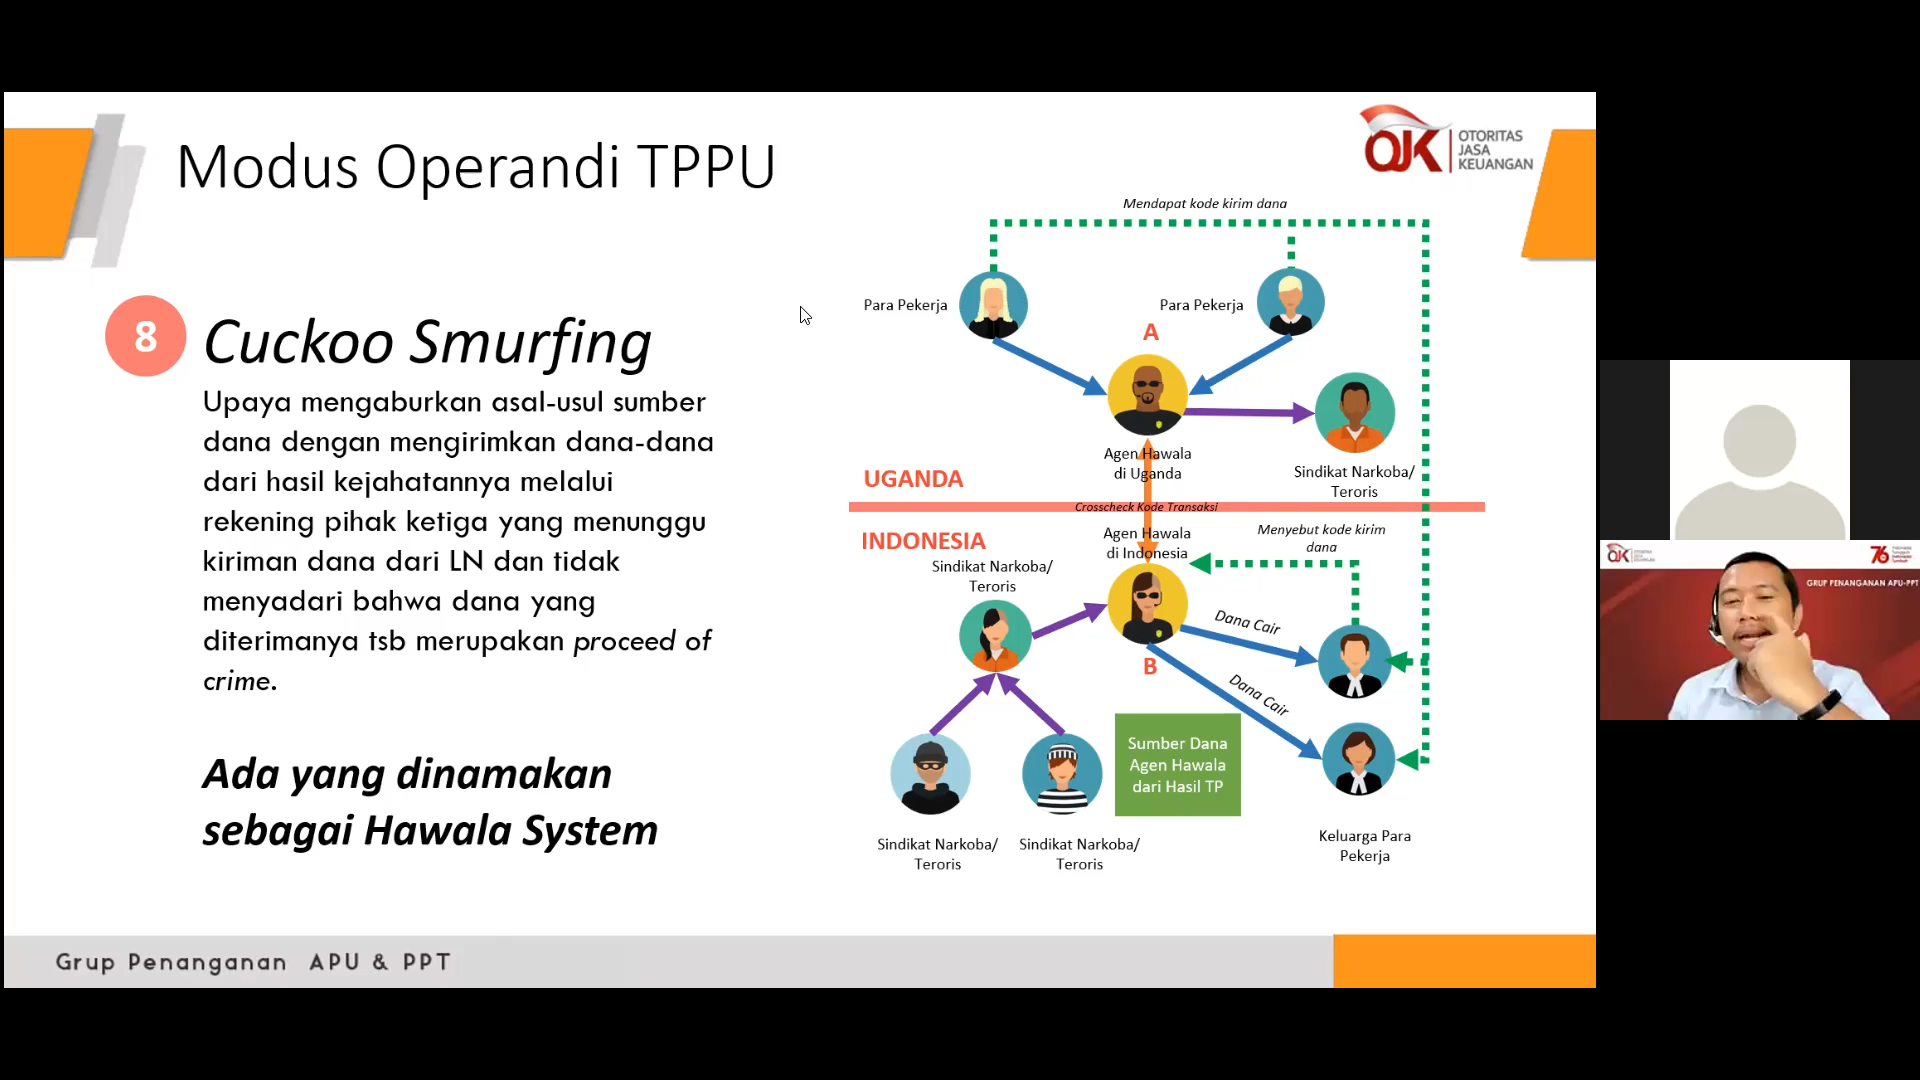 Modus Operandi TPPU
OJK
OTORITAS
JASA
KEUANGAN
8
Cuckoo Smurfing
Upaya mengaburkan asal-usul sumber
dana dengan mengirimkan dana-dana
dari hasil kejahatannya melalui
rekening pihak ketiga yang menunggu
kiriman dana dari LN dan tidak
menyadari bahwa dana yang
diterimanya tsb merupakan proceed of
crime.
Ada yang dinamakan
sebagai Hawala System
Mendapat kode kirim dana
Para Pekerja
Para Pekerja
A
Agen Hawala
di Uganda
Sindikat Narkoba/
Teroris
UGANDA
Crosscheck Kode Transaksi
INDONESIA
Agen Hawala
di Indonesia
Menyebut kode kirim
dana
Sindikat Narkoba/
Teroris
Dana Cair
B
Dana Cair
Sumber Dana
Agen Hawala
dari Hasil TP
Sindikat Narkoba/
Teroris
Sindikat Narkoba/
Teroris
Keluarga Para
Pekerja
Grup Penanganan APU & PPT
OJK
76
GRUP PENANGANAN APU-PPT